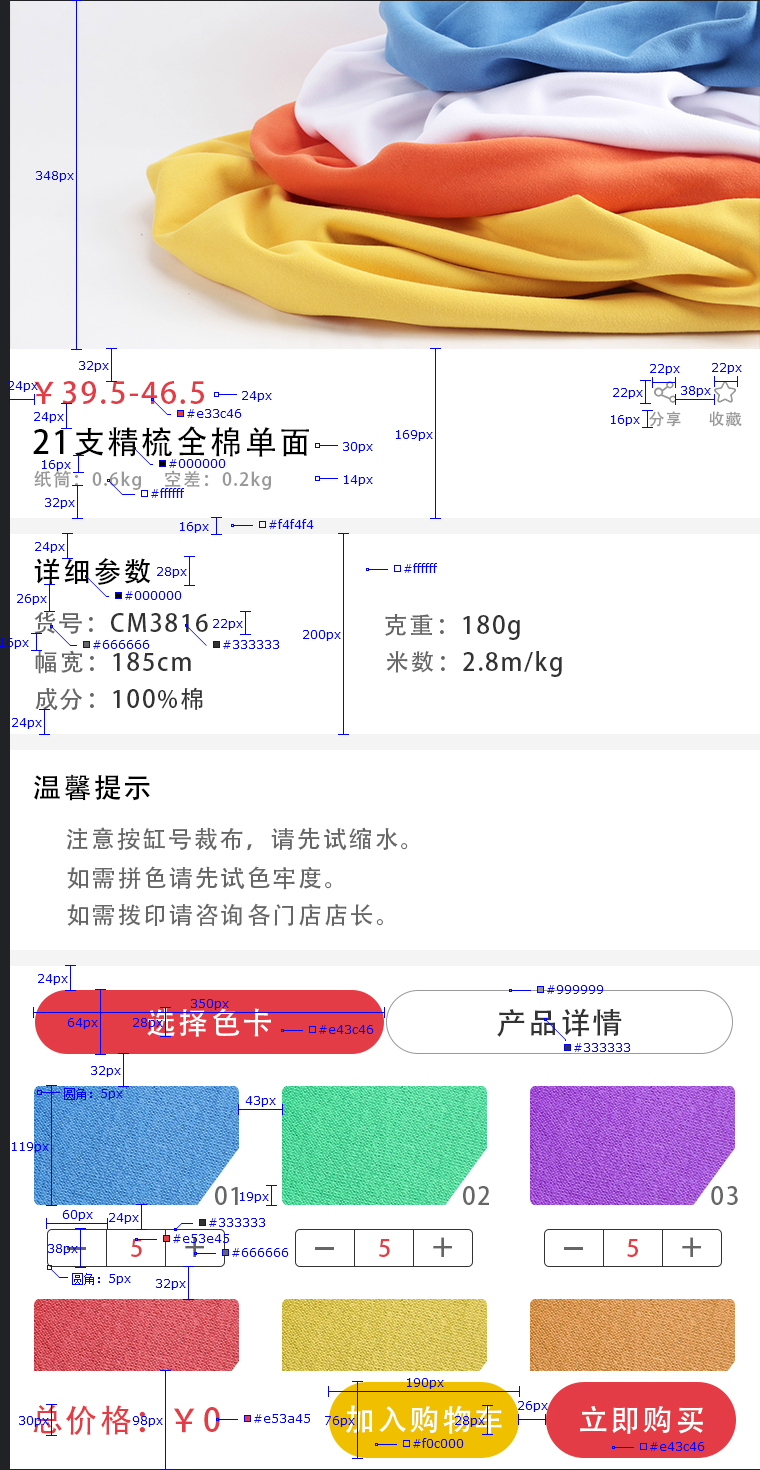 348px
32px
22px 22px
24px ￥39.5-46.5 24px
22px 38px
#e33c46
24px 16px 分享 收藏
21支精梳全棉单面 30px 169px
16px #000000
纸筒：0.6kg 空差：0.2kg 14px
#ffffff
32px
16px #f4f4f4
24px
详细参数 28px #ffffff
#000000
26px
货号：CM3816 22px 克重：180g
200px
#666666 #333333
幅宽：185cm 米数：2.8m/kg
成分：100%棉
24px
温馨提示
注意按缸号裁布，请先试缩水。
如需拼色请先试色牢度。
如需拨印请咨询各门店店长。
24px
#999999
350px
64px 28px 选择色卡 #e43c46 产品详情
#333333
32px
圆角：5px
43px
119px
01 19px 02 03
60px 24px #333333
#e53e45
38px — 5 + #666666 — 5 + — 5 +
圆角：5px 32px
190px
26px
30px 总价格：￥0 98px #e53a45 76px 加入购物车 28px 立即购买
#f0c000 #e43c46